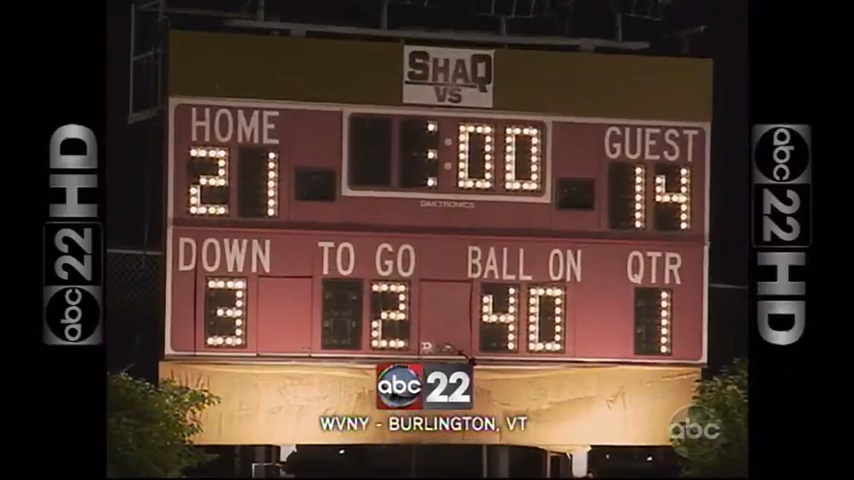 SHAQ
VS
HOME 1:00 GUEST
21 14
DAKTRONICS
DOWN TO GO BALL ON QTR
3 2 40 1
abc 22
WVNY - BURLINGTON, VT
abc
abc 22 HD
abc 22 HD